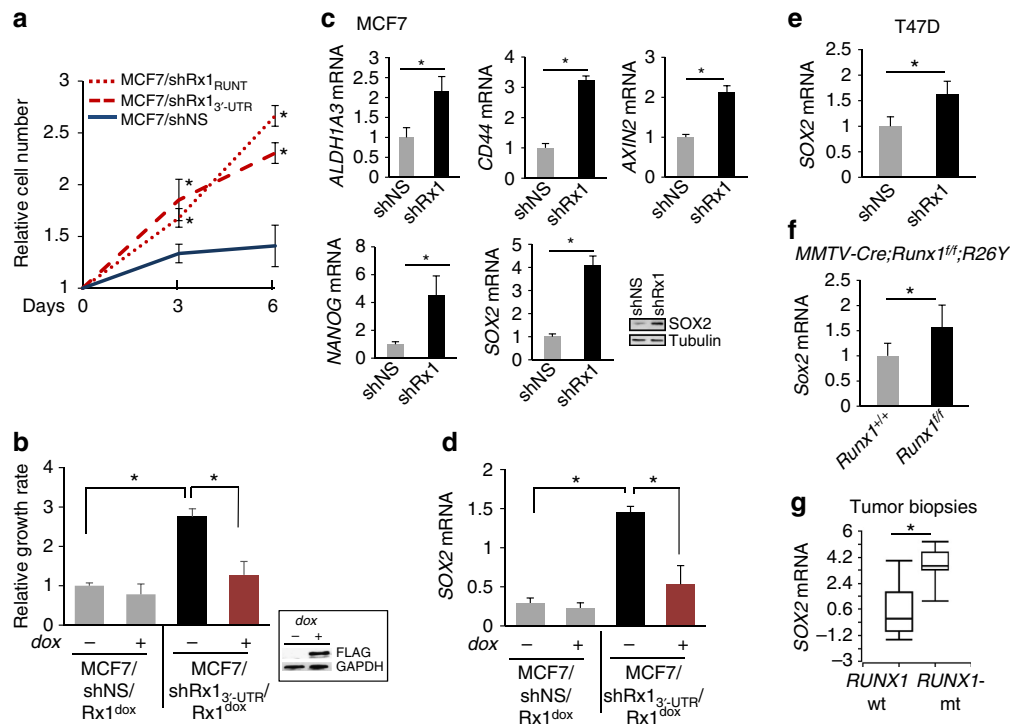 a
MCF7/shRx1RUNT
MCF7/shRx13′-UTR
MCF7/shNS
Relative cell number
3
2.5
2
1.5
1
*
*
*
*
Days
0
3
6
b
Relative growth rate
4
3
2
1
0
*
*
dox
– + – +
MCF7/
shNS/
Rx1dox
MCF7/
shRx13′-UTR/
Rx1dox
dox
– +
FLAG
GAPDH
c
MCF7
ALDH1A3 mRNA
3
2.5
2
1.5
1
0.5
0
*
shNS
shRx1
CD44 mRNA
4
3
2
1
0
*
shNS
shRx1
AXIN2 mRNA
3
2.5
2
1.5
1
0.5
0
*
shNS
shRx1
NANOG mRNA
8
6
4
2
0
*
shNS
shRx1
SOX2 mRNA
5
4
3
2
1
0
*
shNS
shRx1
shNS
shRx1
SOX2
Tubulin
d
SOX2 mRNA
2
1.5
1
0.5
0
*
*
dox
– + – +
MCF7/
shNS/
Rx1dox
MCF7/
shRx13′-UTR/
Rx1dox
e
T47D
SOX2 mRNA
2.5
2
1.5
1
0.5
0
*
shNS
shRx1
f
MMTV-Cre;Runx1f/f;R26Y
Sox2 mRNA
2.5
2
1.5
1
0.5
0
*
Runx1+/+
Runx1f/f
g
Tumor biopsies
SOX2 mRNA
6
4.2
2.4
0.6
–1.2
–3
*
RUNX1 RUNX1-
wt mt